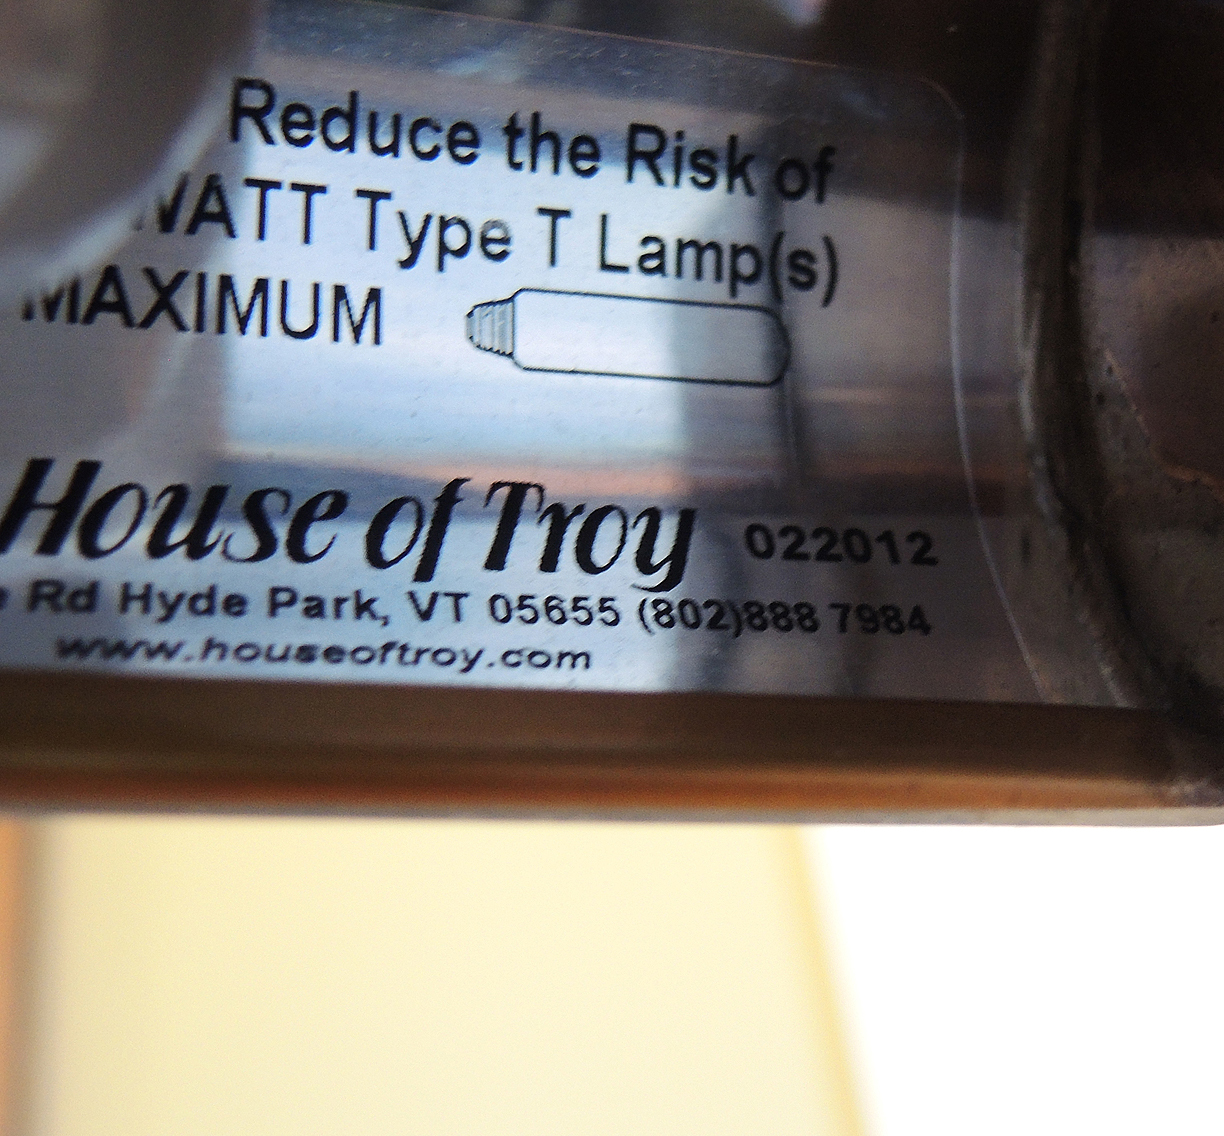 Reduce the Risk of
WATT Type T Lamp(s)
MAXIMUM
House of Troy 022012
Rd Hyde Park, VT 05655 (802)888 7984
www.houseoftroy.com